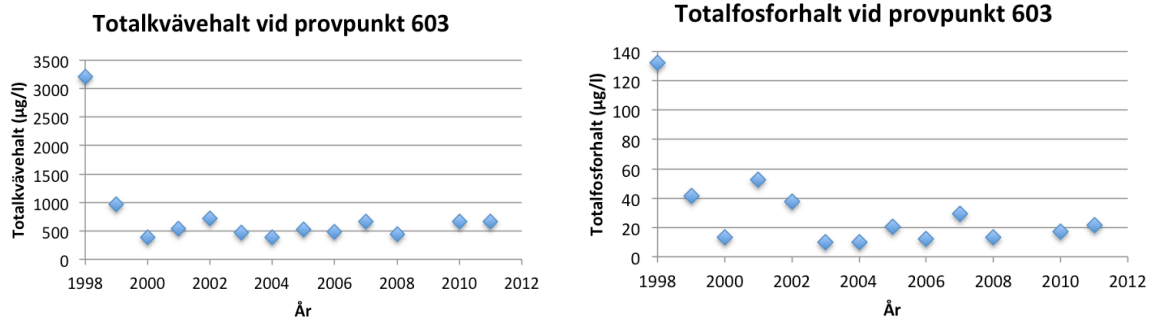 Totalkvävehalt vid provpunkt 603
Totalkvävehalt (µg/l)
3500
3000
2500
2000
1500
1000
500
0
1998 2000 2002 2004 2006 2008 2010 2012
År
Totalfosforhalt vid provpunkt 603
Totalfosforhalt (µg/l)
140
120
100
80
60
40
20
0
1998 2000 2002 2004 2006 2008 2010 2012
År